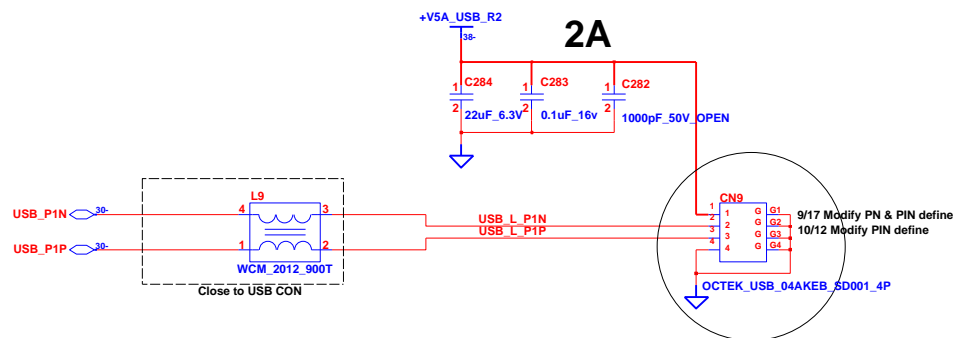 +V5A_USB_R2
38-
2A
1 C284
2
22uF_6.3V
1 C283
2
0.1uF_16v
1 C282
2
1000pF_50V_OPEN
L9
USB_P1N 30- 4 3 USB_L_P1N
USB_P1P 30- 1 2 USB_L_P1P
WCM_2012_900T
Close to USB CON
CN9
1 1 G G1
2 2 G G2
3 3 G G3
4 4 G G4
9/17 Modify PN & PIN define
10/12 Modify PIN define
OCTEK_USB_04AKEB_SD001_4P